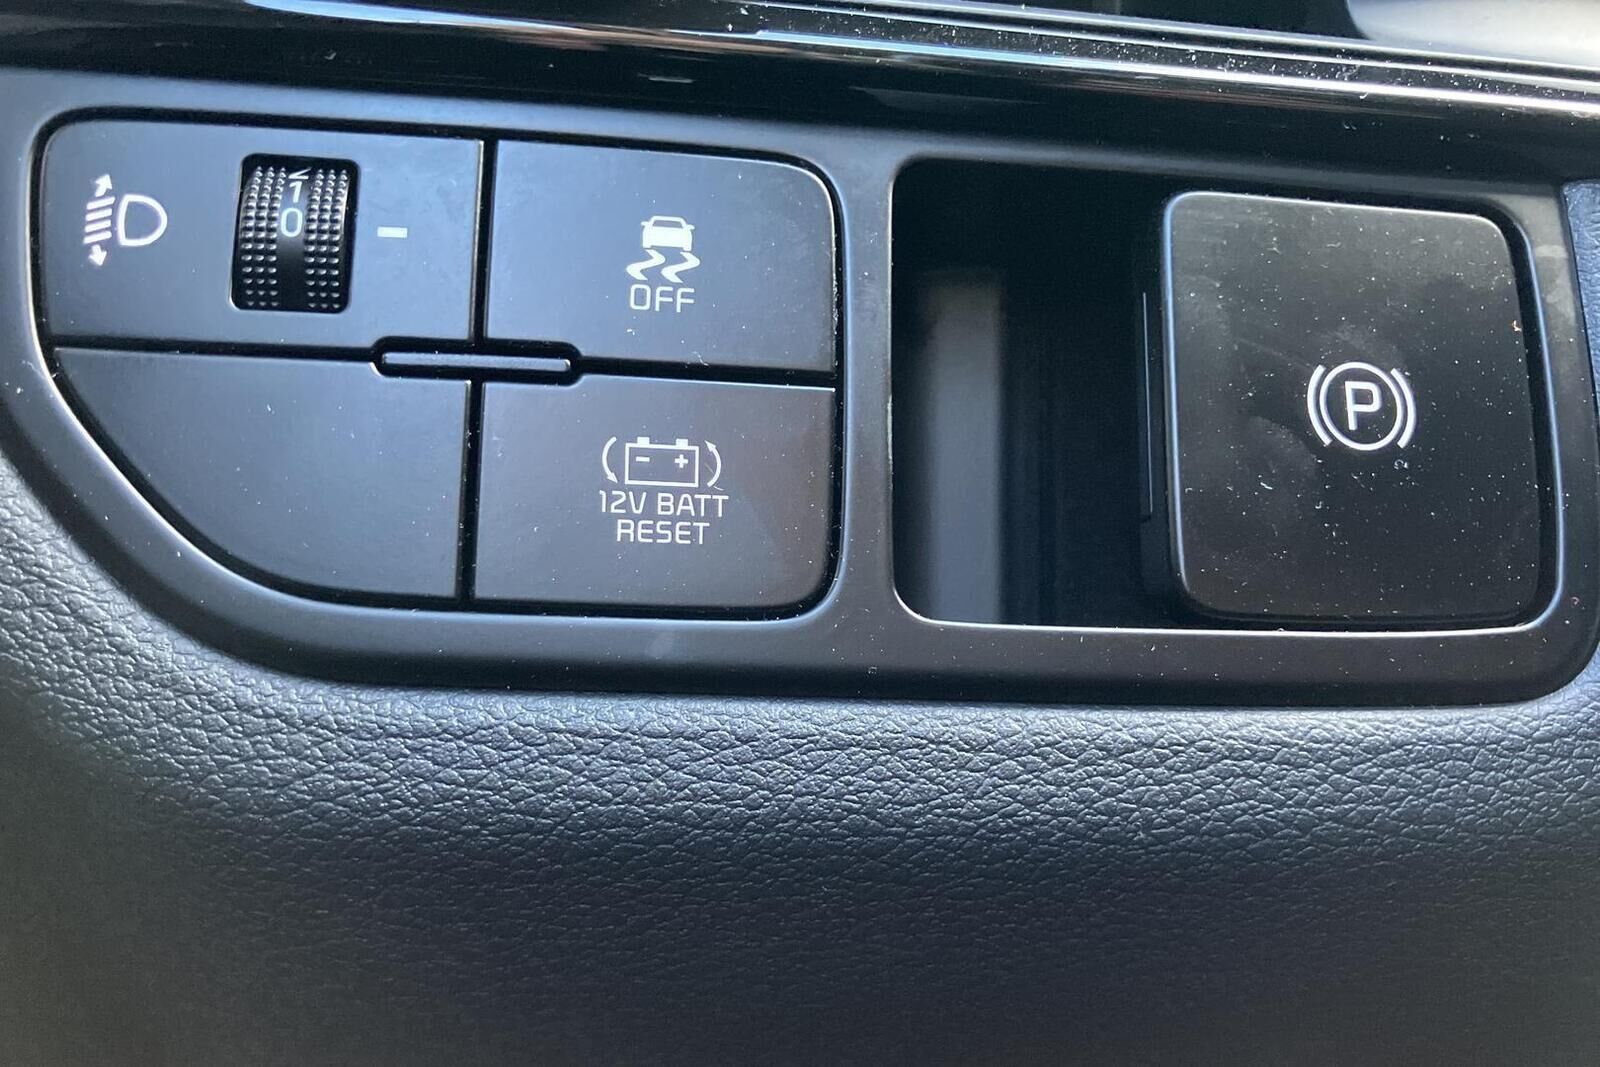 1
0
OFF
12V BATT
RESET
P